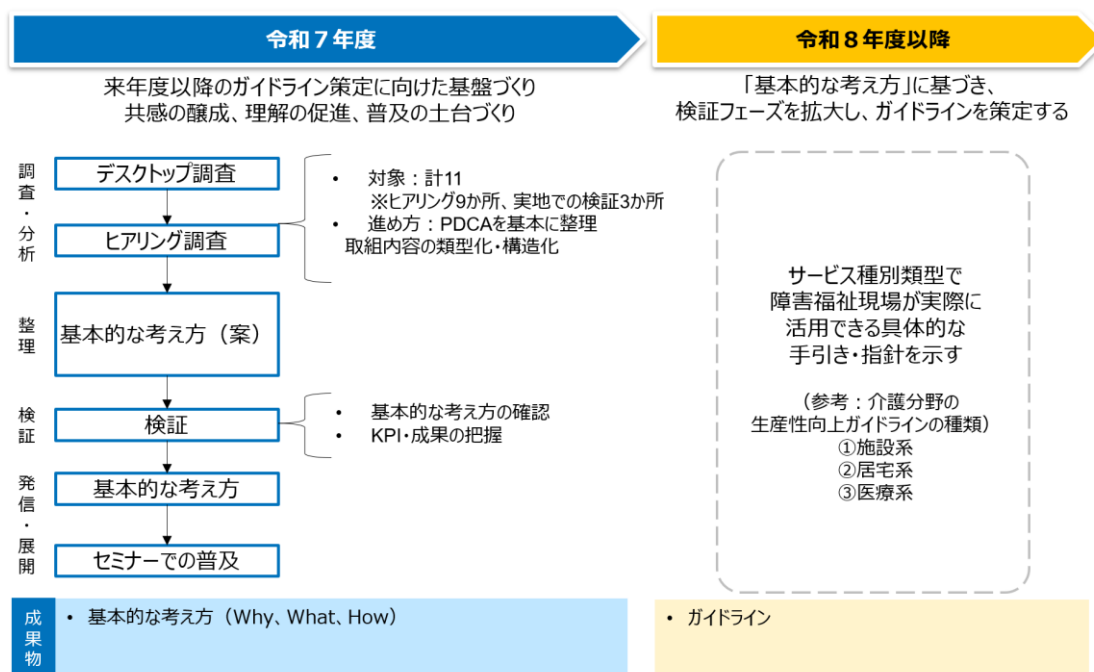 令和７年度
令和８年度以降
来年度以降のガイドライン策定に向けた基盤づくり
共感の醸成、理解の促進、普及の土台づくり
「基本的な考え方」に基づき、
検証フェーズを拡大し、ガイドラインを策定する
調査・分析
デスクトップ調査
ヒアリング調査
• 対象：計11
※ヒアリング9か所、実地での検証3か所
• 進め方：PDCAを基本に整理
取組内容の類型化・構造化
整理
基本的な考え方（案）
検証
検証
• 基本的な考え方の確認
• KPI・成果の把握
発信・展開
基本的な考え方
セミナーでの普及
サービス種別類型で
障害福祉現場が実際に
活用できる具体的な
手引き・指針を示す
（参考：介護分野の
生産性向上ガイドラインの種類）
①施設系
②居宅系
③医療系
成果物
• 基本的な考え方（Why、What、How）
• ガイドライン